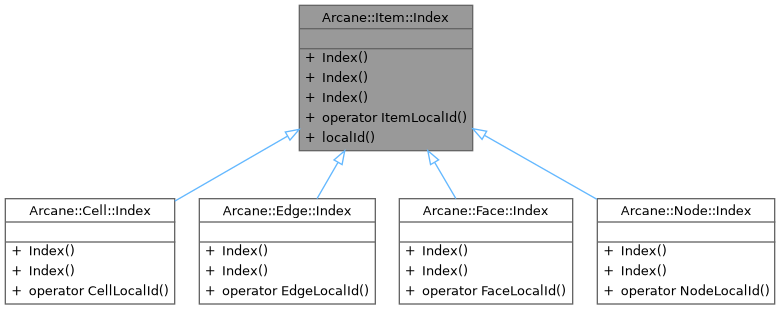 Arcane::Item::Index
+ Index()
+ Index()
+ Index()
+ operator ItemLocalId()
+ localId()
Arcane::Cell::Index
+ Index()
+ Index()
+ operator CellLocalId()
Arcane::Edge::Index
+ Index()
+ Index()
+ operator EdgeLocalId()
Arcane::Face::Index
+ Index()
+ Index()
+ operator FaceLocalId()
Arcane::Node::Index
+ Index()
+ Index()
+ operator NodeLocalId()